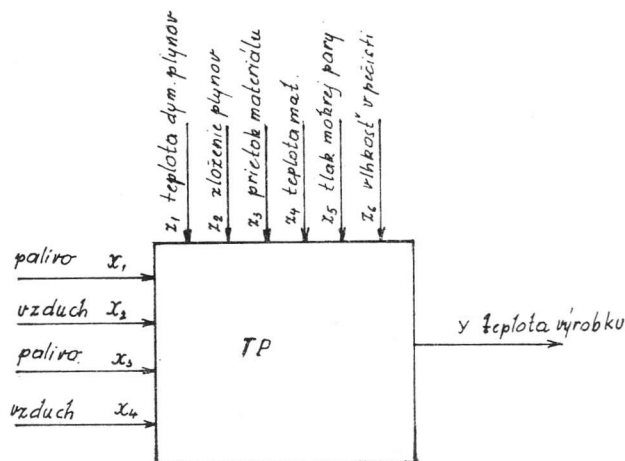 z₁ teplota dym. plynov
z₂ zloženie plynov
z₃ prietok materiálu
z₄ teplota mat.
z₅ tlak mokrej pary
z₆ vlhkosť v pečisti
palivo x₁
vzduch x₂
palivo. x₃
vzduch x₄
TP
y teplota výrobku